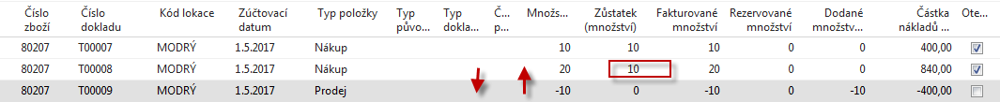 Číslo zboží Číslo dokladu Kód lokace Zúčtovací datum Typ položky Typ půvo... Typ dokla... Č... p... Množs... Zůstatek (množství) Fakturované množství Rezervované množství Dodané množstv... Částka nákladů ... Ote...
80207 T00007 MODRÝ 1.5.2017 Nákup 10 10 10 0 0 400,00
80207 T00008 MODRÝ 1.5.2017 Nákup 20 10 20 0 0 840,00
80207 T00009 MODRÝ 1.5.2017 Prodej -10 0 -10 0 -10 -400,00